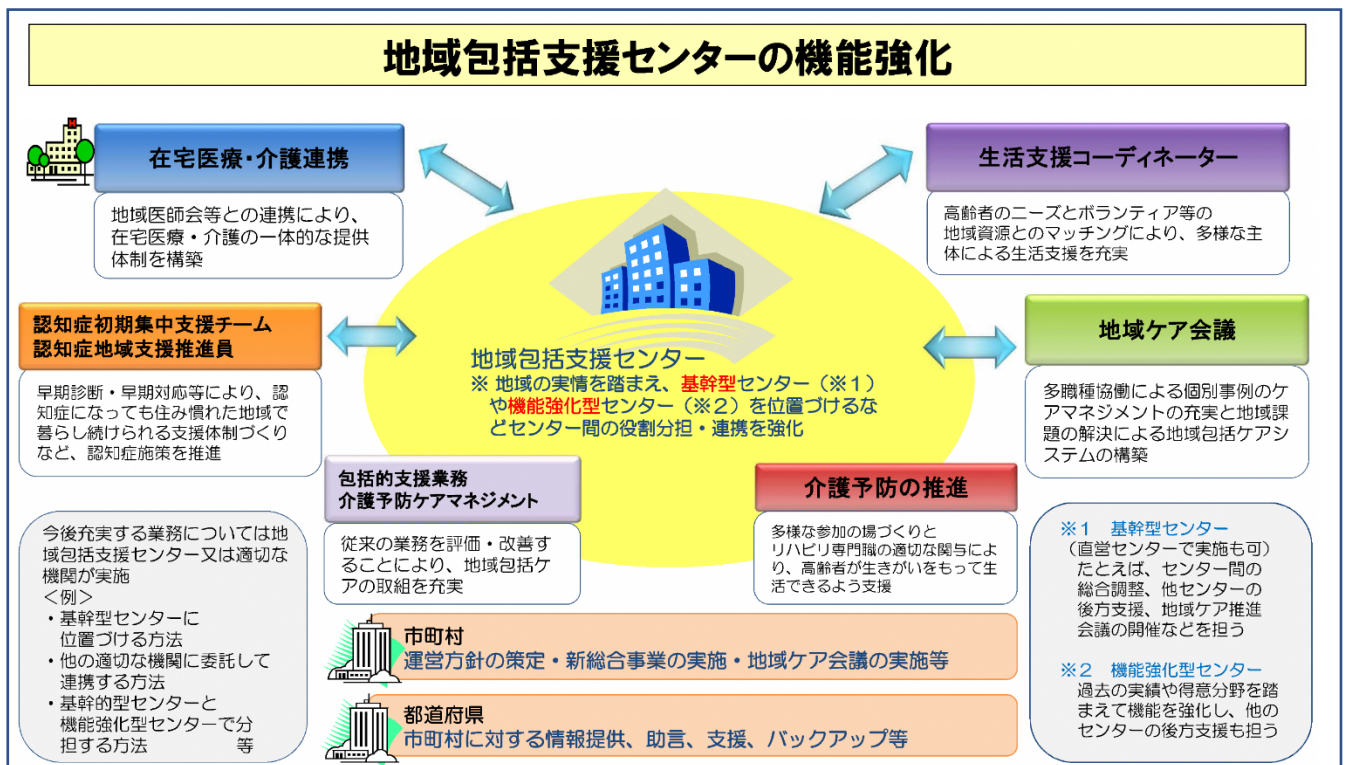 地域包括支援センターの機能強化
在宅医療・介護連携
地域医師会等との連携により、
在宅医療・介護の一体的な提供
体制を構築
生活支援コーディネーター
高齢者のニーズとボランティア等の
地域資源とのマッチングにより、多様な主
体による生活支援を充実
認知症初期集中支援チーム
認知症地域支援推進員
早期診断・早期対応等により、認
知症になっても住み慣れた地域で
暮らし続けられる支援体制づくり
など、認知症施策を推進
地域包括支援センター
※ 地域の実情を踏まえ、基幹型センター（※１）
や機能強化型センター（※２）を位置づけるな
どセンター間の役割分担・連携を強化
地域ケア会議
多職種協働による個別事例のケ
アマネジメントの充実と地域課
題の解決による地域包括ケアシ
ステムの構築
包括的支援業務
介護予防ケアマネジメント
従来の業務を評価・改善す
ることにより、地域包括ケ
アの取組を充実
介護予防の推進
多様な参加の場づくりと
リハビリ専門職の適切な関与によ
り、高齢者が生きがいをもって生
活できるよう支援
今後充実する業務については地
域包括支援センター又は適切な
機関が実施
＜例＞
・基幹型センターに
位置づける方法
・他の適切な機関に委託して
連携する方法
・基幹的型センターと
機能強化型センターで分
担する方法　　　　　等
※１　基幹型センター
（直営センターで実施も可）
たとえば、センター間の
総合調整、他センターの
後方支援、地域ケア推進
会議の開催などを担う
※２　機能強化型センター
過去の実績や得意分野を踏
まえて機能を強化し、他の
センターの後方支援も担う
市町村
運営方針の策定・新総合事業の実施・地域ケア会議の実施等
都道府県
市町村に対する情報提供、助言、支援、バックアップ等